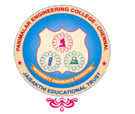 PANIMALAR ENGINEERING COLLEGE - CHENNAI
JAISAKTHI EDUCATIONAL TRUST